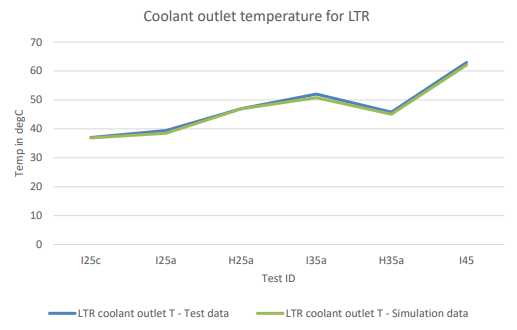 Coolant outlet temperature for LTR
70
60
50
40
30
20
10
0
Temp in degC
I25c I25a H25a I35a H35a I45
Test ID
LTR coolant outlet T - Test data LTR coolant outlet T - Simulation data